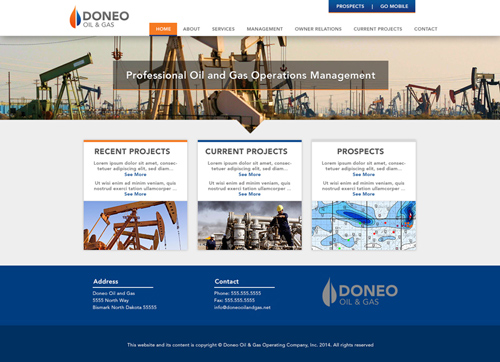 PROSPECTS | GO MOBILE
DONEO
OIL & GAS
HOME ABOUT SERVICES MANAGEMENT OWNER RELATIONS CURRENT PROJECTS CONTACT
Professional Oil and Gas Operations Management
RECENT PROJECTS
Lorem ipsum dolor sit amet, consec-
tetuer adipiscing elit, sed diam...
See More
Ut wisi enim ad minim veniam, quis
nostrud exerci tation ullamcorper ...
See More
CURRENT PROJECTS
Lorem ipsum dolor sit amet, consec-
tetuer adipiscing elit, sed diam...
See More
Ut wisi enim ad minim veniam, quis
nostrud exerci tation ullamcorper ...
See More
PROSPECTS
Lorem ipsum dolor sit amet, consec-
tetuer adipiscing elit, sed diam...
See More
Ut wisi enim ad minim veniam, quis
nostrud exerci tation ullamcorper ...
See More
Address
Doneo Oil and Gas
5555 North Way
Bismark North Dakota 55555
Contact
Phone: 555.555.5555
Fax: 555.555.5555
info@doneooilandgas.net
DONEO
OIL & GAS
This website and its content is copyright © Doneo Oil & Gas Operating Company, Inc. 2014. All rights reserved